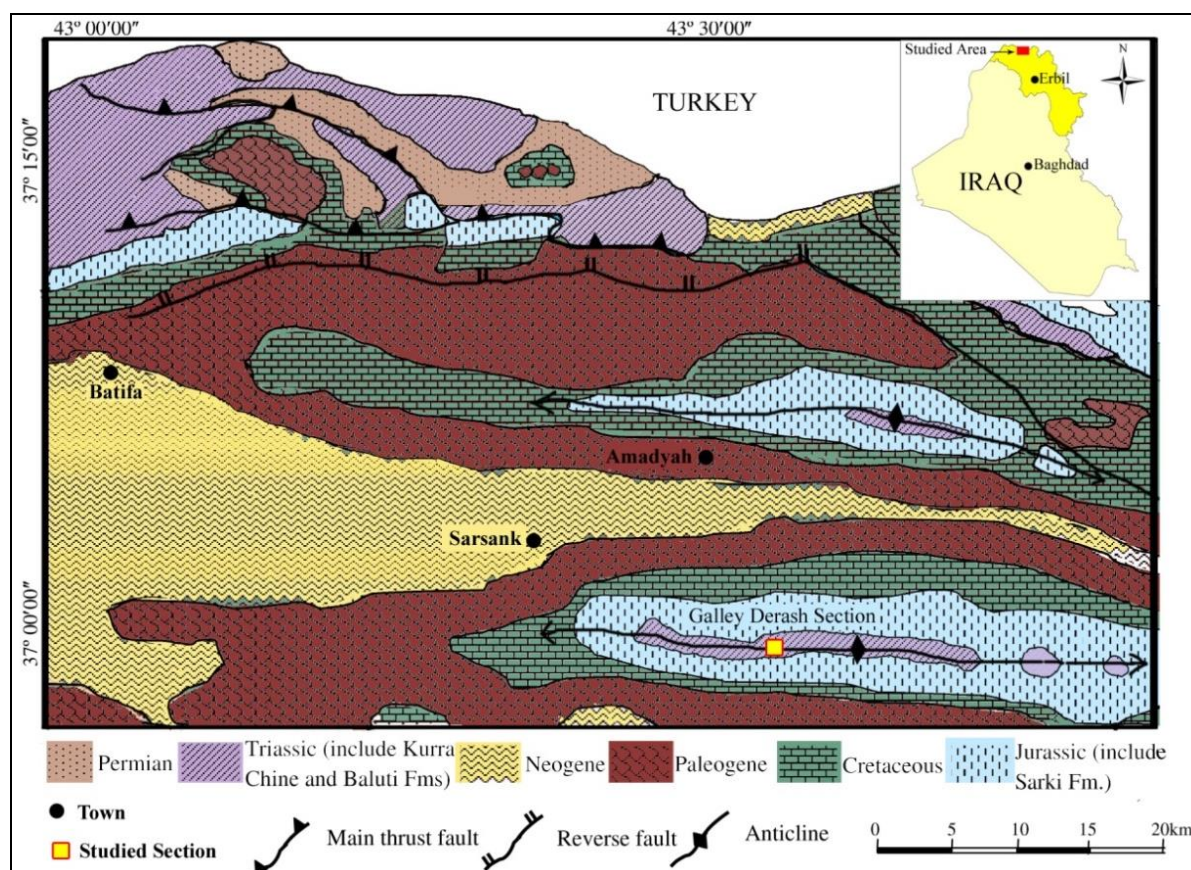 43° 00′00″
43° 30′00″
Studied Area
N
Erbil
TURKEY
37° 15′00″
Baghdad
IRAQ
Batifa
Amadyah
Sarsank
37° 00′00″
Galley Derash Section
Permian
Triassic (include Kurra
Chine and Baluti Fms)
Neogene
Paleogene
Cretaceous
Jurassic (include
Sarki Fm.)
Town
Main thrust fault
Reverse fault
Anticline
0 5 10 15 20km
Studied Section